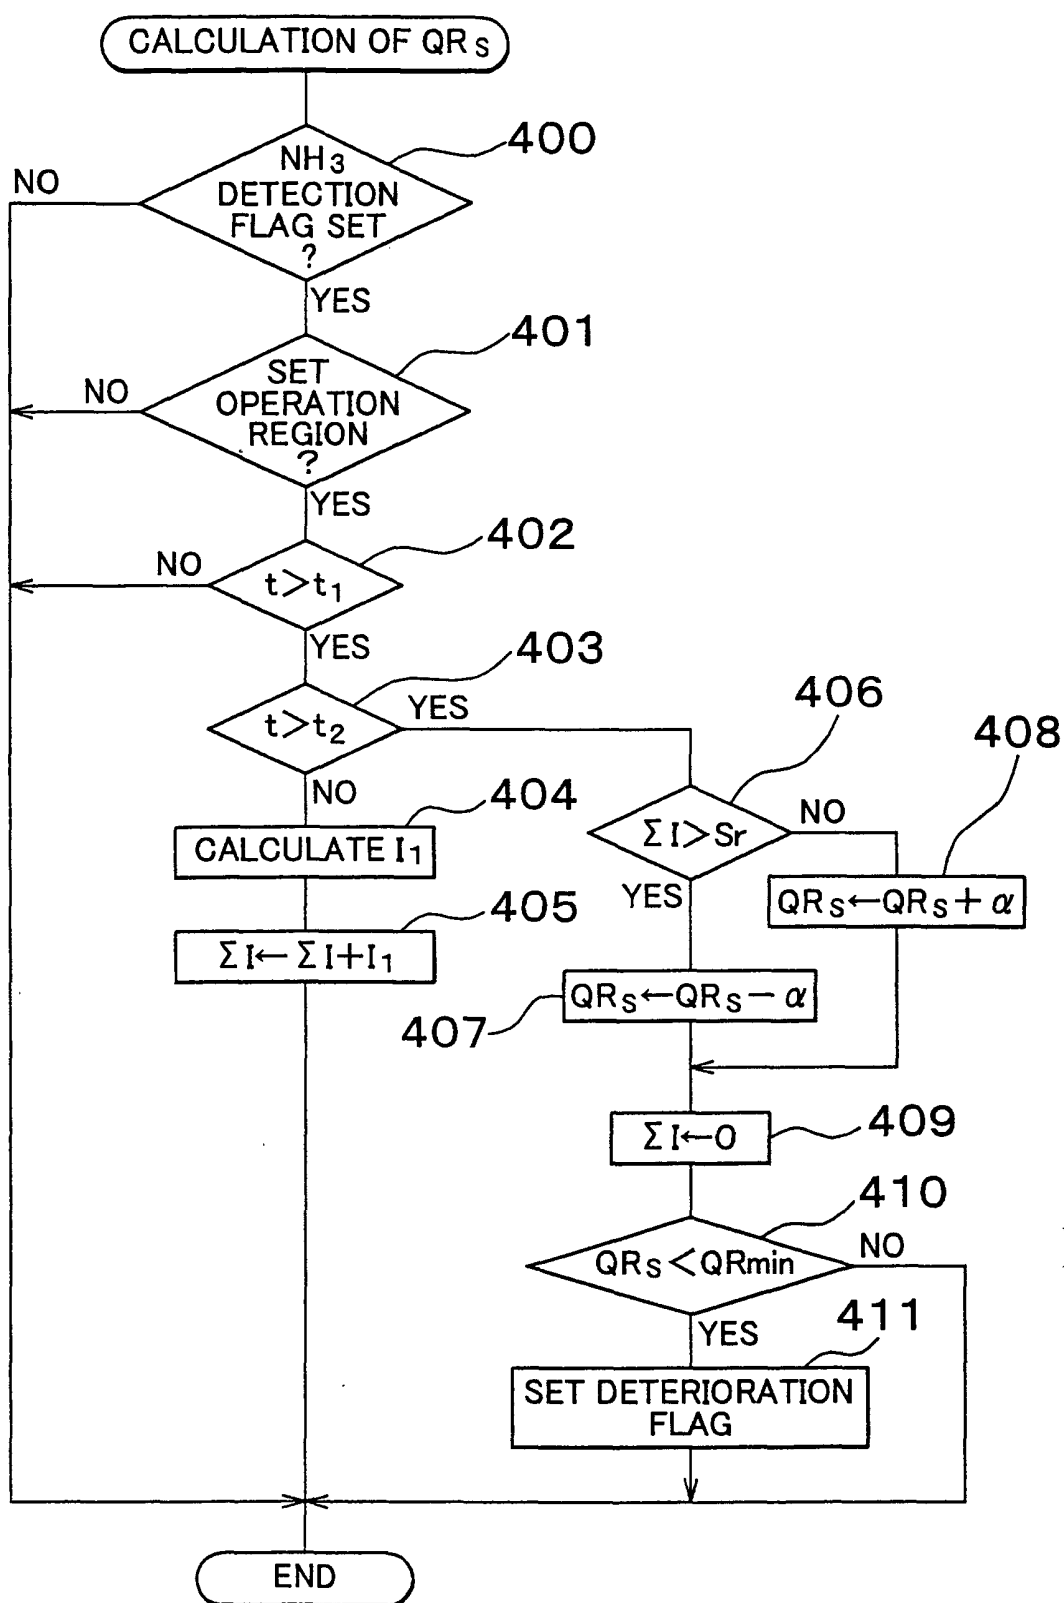 CALCULATION OF QRS
400
NO
NH3
DETECTION
FLAG SET
?
YES
401
NO
SET
OPERATION
REGION
?
YES
402
NO
t>t1
YES
403
t>t2
YES
NO
406
408
404
CALCULATE I1
ΣI>Sr
NO
YES
QRS←QRS+α
405
ΣI←ΣI+I1
QRS←QRS-α
407
ΣI←0
409
410
QRS<QRmin
NO
YES
411
SET DETERIORATION
FLAG
END